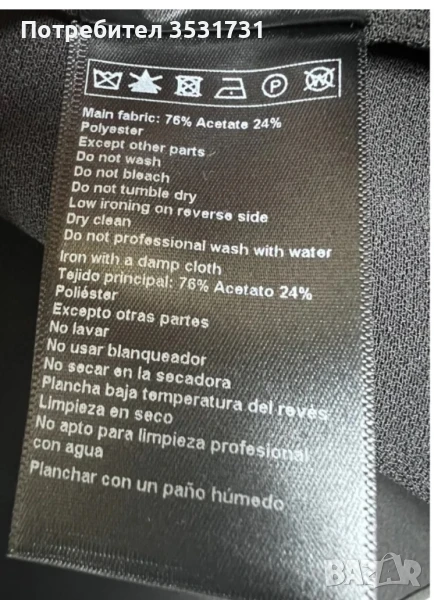 Потребител 3531731
P
W
Main fabric: 76% Acetate 24%
Polyester
Except other parts
Do not wash
Do not bleach
Do not tumble dry
Low ironing on reverse side
Dry clean
Do not professional wash with water
Iron with a damp cloth
Tejido principal: 76% Acetato 24%
Poliéster
Excepto otras partes
No lavar
No usar blanqueador
No secar en la secadora
Plancha baja temperatura del revés
Limpieza en seco
No apto para limpieza profesional
con agua
Planchar con un paño húmedo
BAZAR